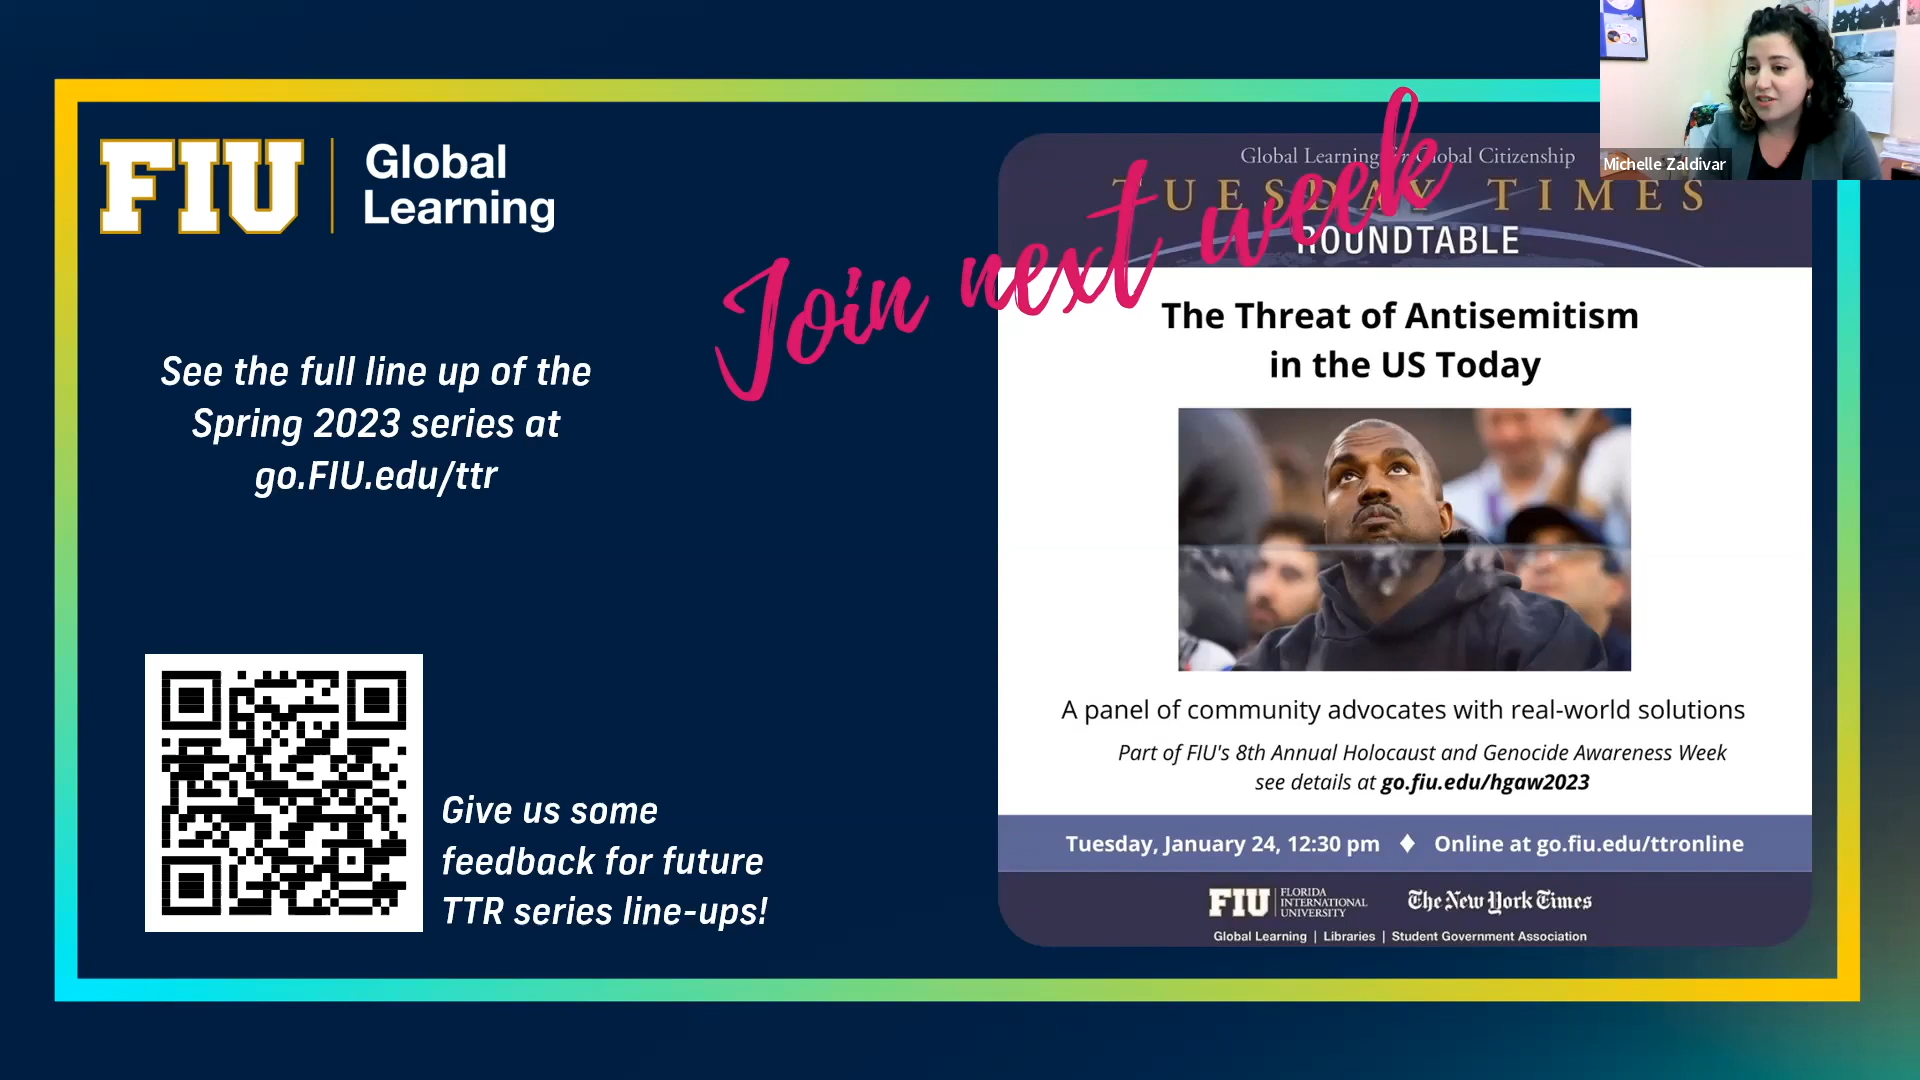 FIU
Global
Learning
See the full line up of the
Spring 2023 series at
go.FIU.edu/ttr
Give us some
feedback for future
TTR series line-ups!
Join next week
Global Learning for Global Citizenship
TUESDAY TIMES
ROUNDTABLE
The Threat of Antisemitism
in the US Today
A panel of community advocates with real-world solutions
Part of FIU's 8th Annual Holocaust and Genocide Awareness Week
see details at go.fiu.edu/hgaw2023
Tuesday, January 24, 12:30 pm ♦ Online at go.fiu.edu/ttronline
FIU
FLORIDA
INTERNATIONAL
UNIVERSITY
The New York Times
Global Learning | Libraries | Student Government Association
Michelle Zaldivar